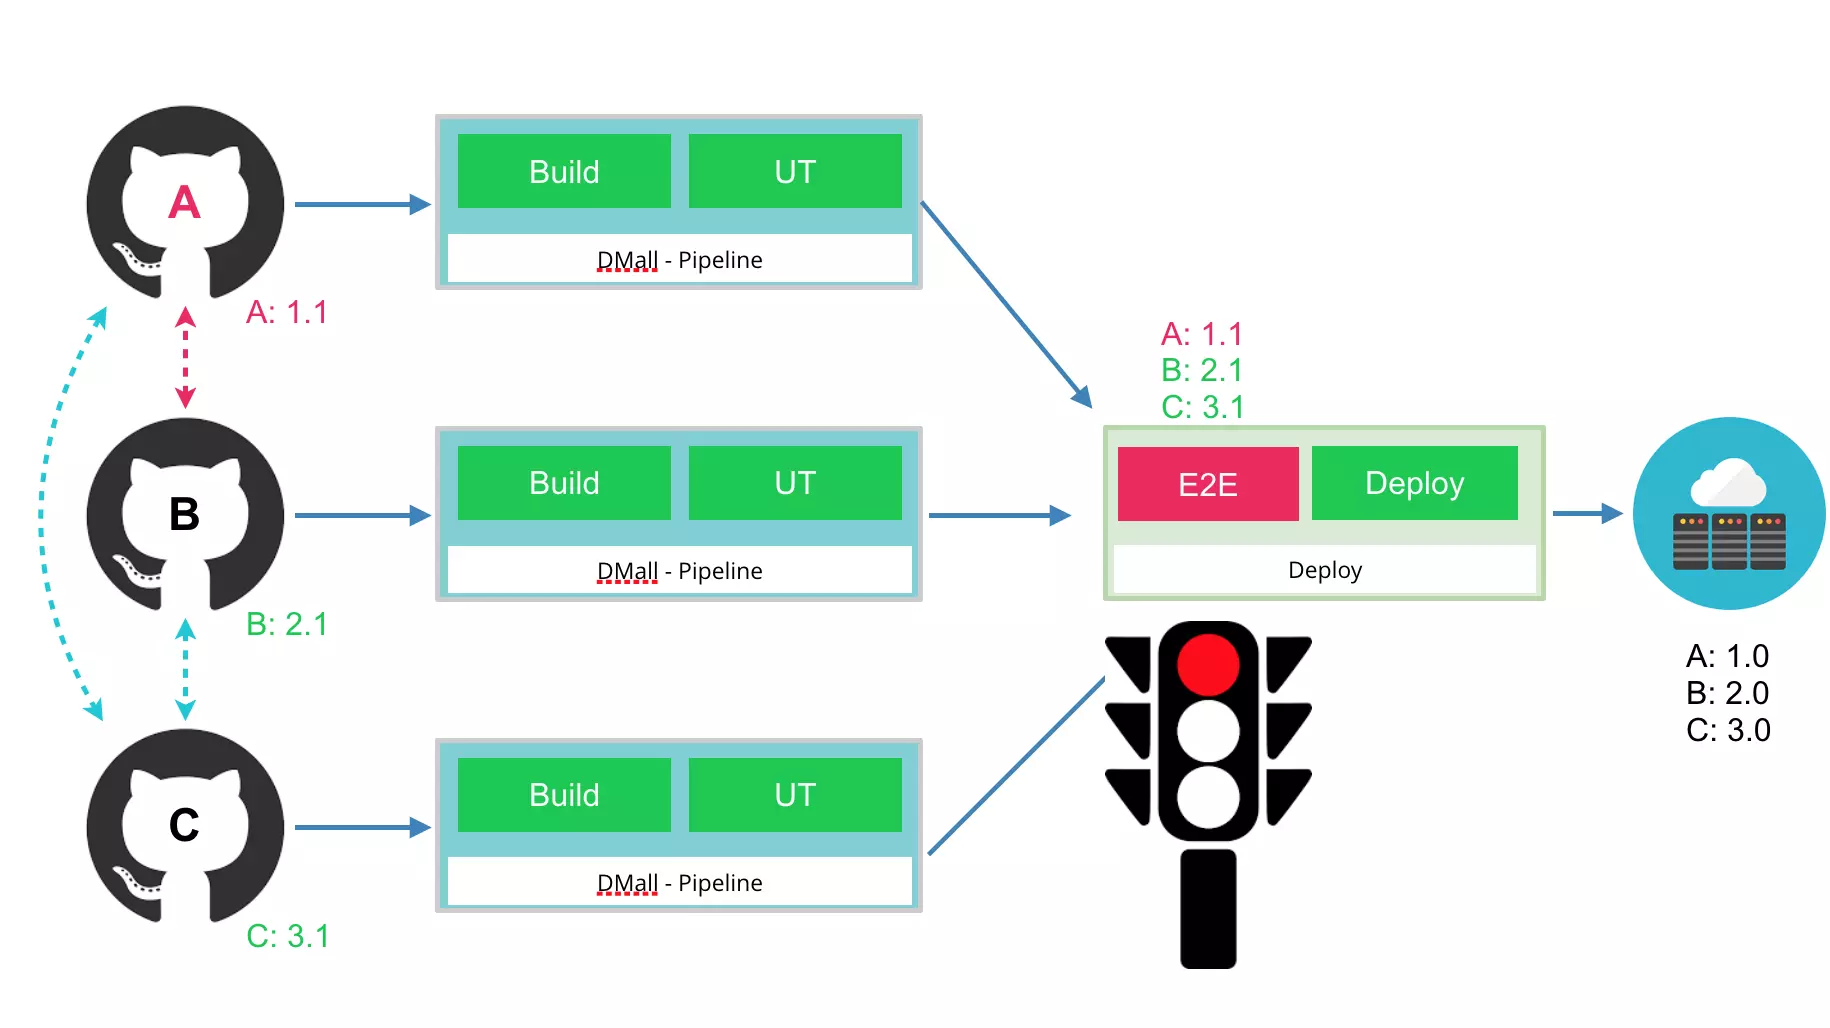 A
A: 1.1
Build
UT
DMall - Pipeline
B
B: 2.1
Build
UT
DMall - Pipeline
C
C: 3.1
Build
UT
DMall - Pipeline
A: 1.1
B: 2.1
C: 3.1
E2E
Deploy
Deploy
A: 1.0
B: 2.0
C: 3.0